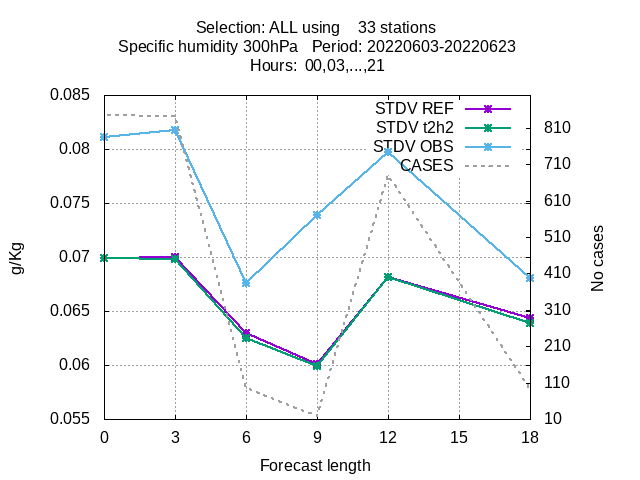 Selection: ALL using    33 stations
Specific humidity 300hPa   Period: 20220603-20220623
Hours:  00,03,...,21
STDV REF
STDV t2h2
STDV OBS
CASES
g/Kg
0.085
0.08
0.075
0.07
0.065
0.06
0.055
No cases
810
710
610
510
410
310
210
110
10
0 3 6 9 12 15 18
Forecast length